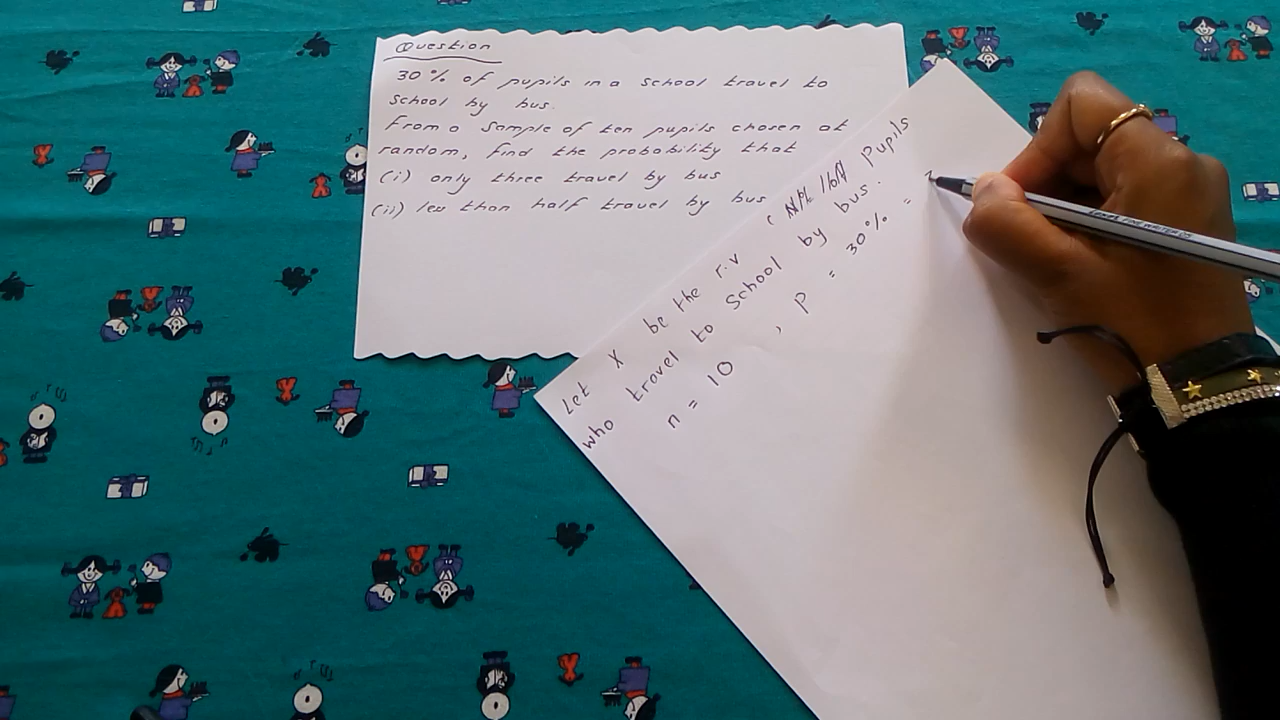 Question
30 % of pupils in a school travel to
school by bus.
From a sample of ten pupils chosen at
random, find the probability that
(i) only three travel by bus
(ii) less than half travel by bus
Let X be the r.v pupils
who travel to school by bus.
n = 10 , P = 30% =